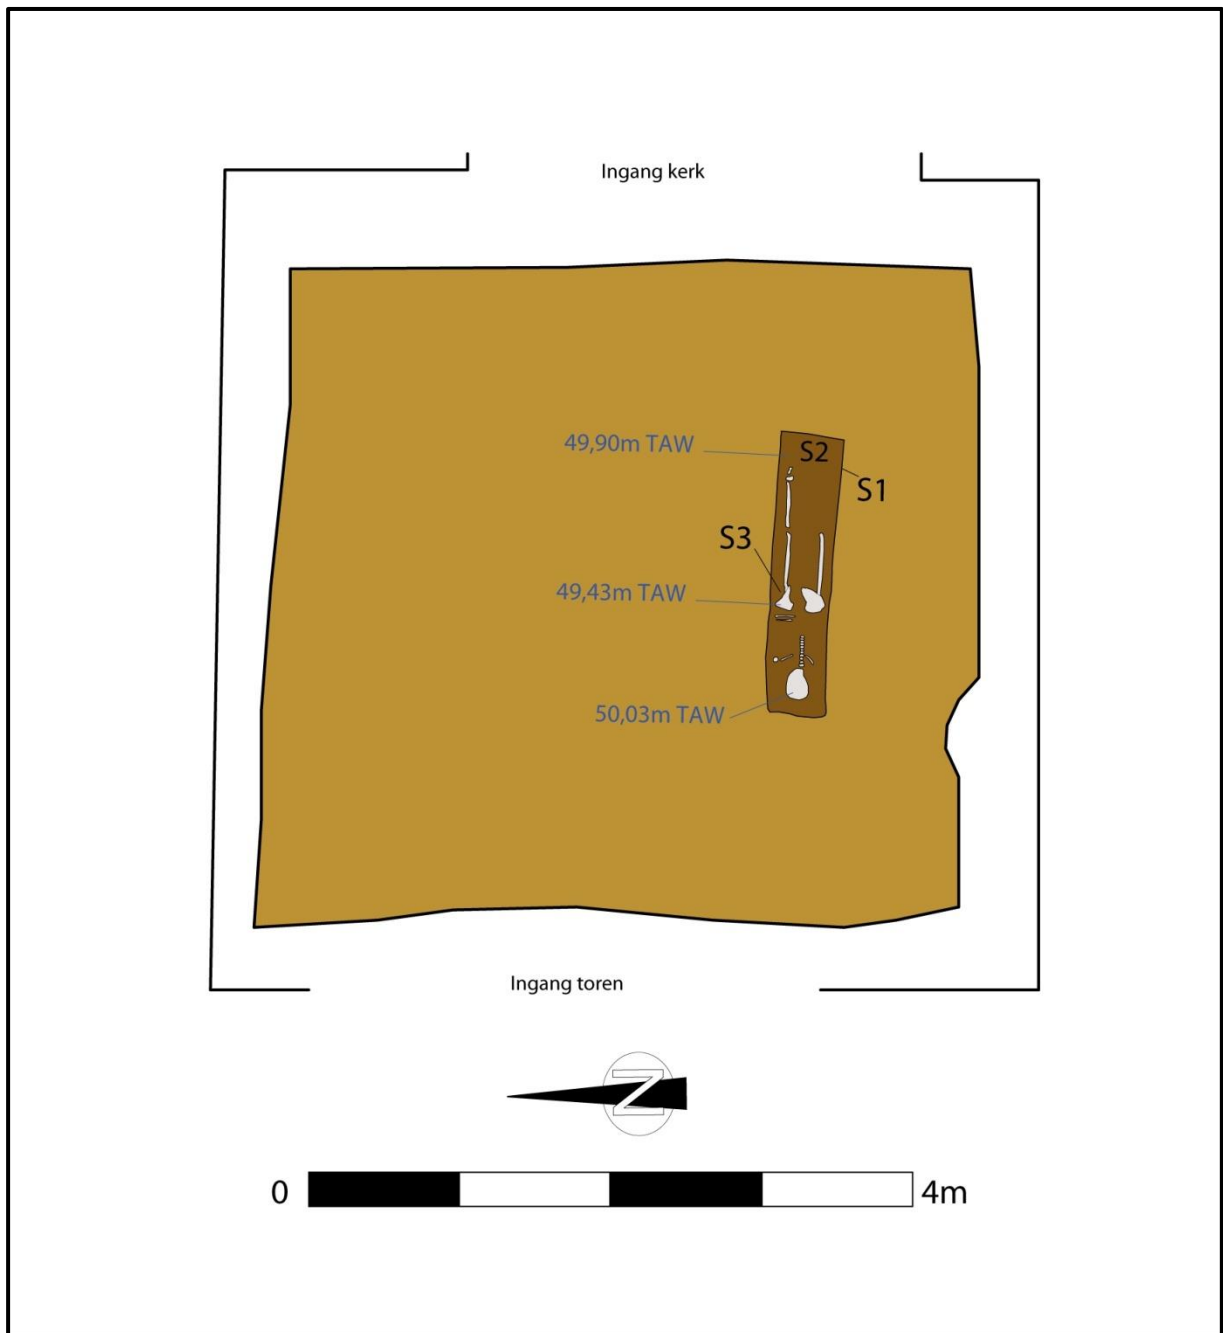 Ingang kerk
49,90m TAW
S2
S1
S3
49,43m TAW
50,03m TAW
Ingang toren
N
0
4m